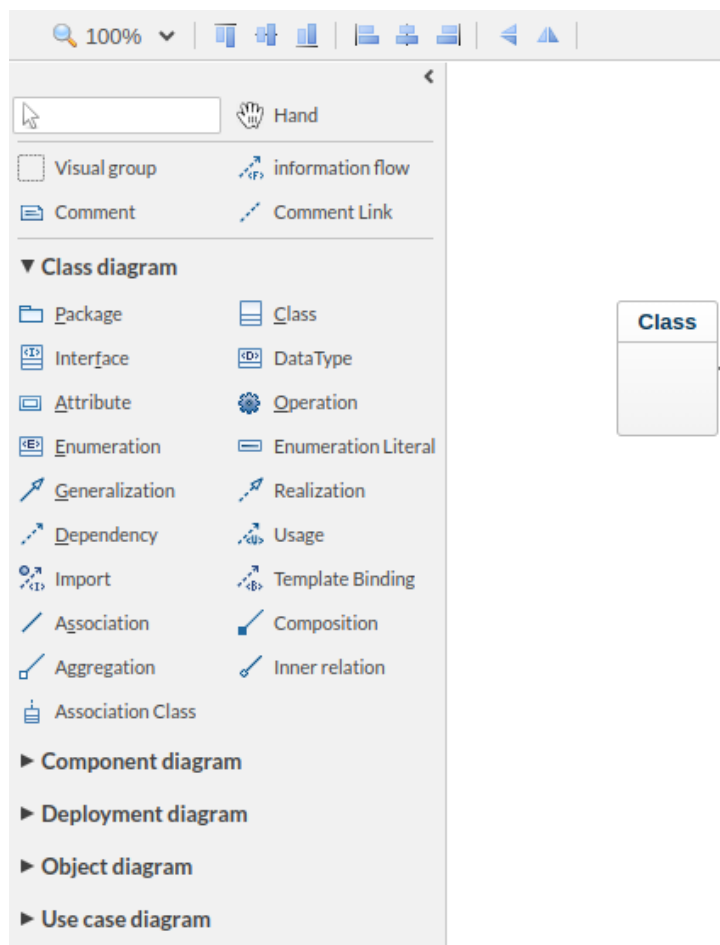 100%
Hand
Visual group information flow
Comment Comment Link
Class diagram
Package Class
Class
Interface DataType
Attribute Operation
Enumeration Enumeration Literal
Generalization Realization
Dependency Usage
Import Template Binding
Association Composition
Aggregation Inner relation
Association Class
Component diagram
Deployment diagram
Object diagram
Use case diagram